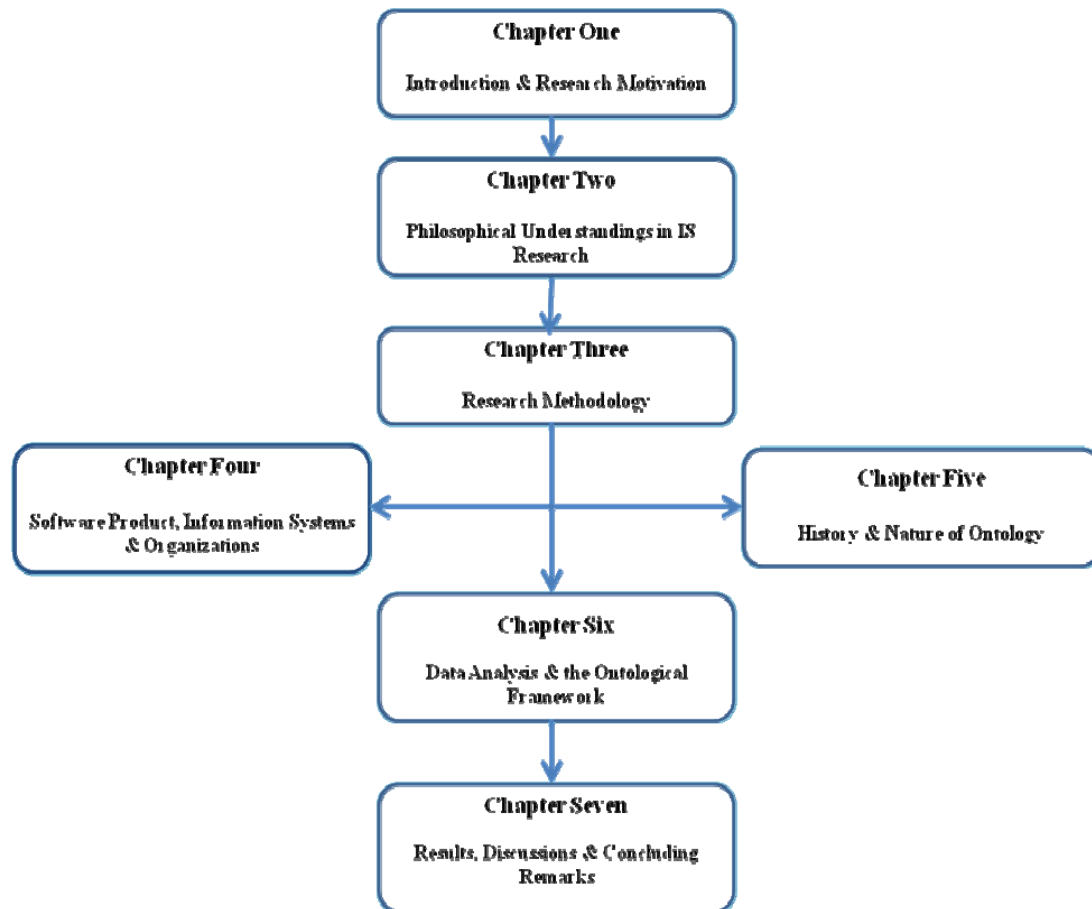 Chapter One
Introduction & Research Motivation
Chapter Two
Philosophical Understandings in IS
Research
Chapter Three
Research Methodology
Chapter Four
Software Product, Information Systems
& Organizations
Chapter Five
History & Nature of Ontology
Chapter Six
Data Analysis & the Ontological
Framework
Chapter Seven
Results, Discussions & Concluding
Remarks